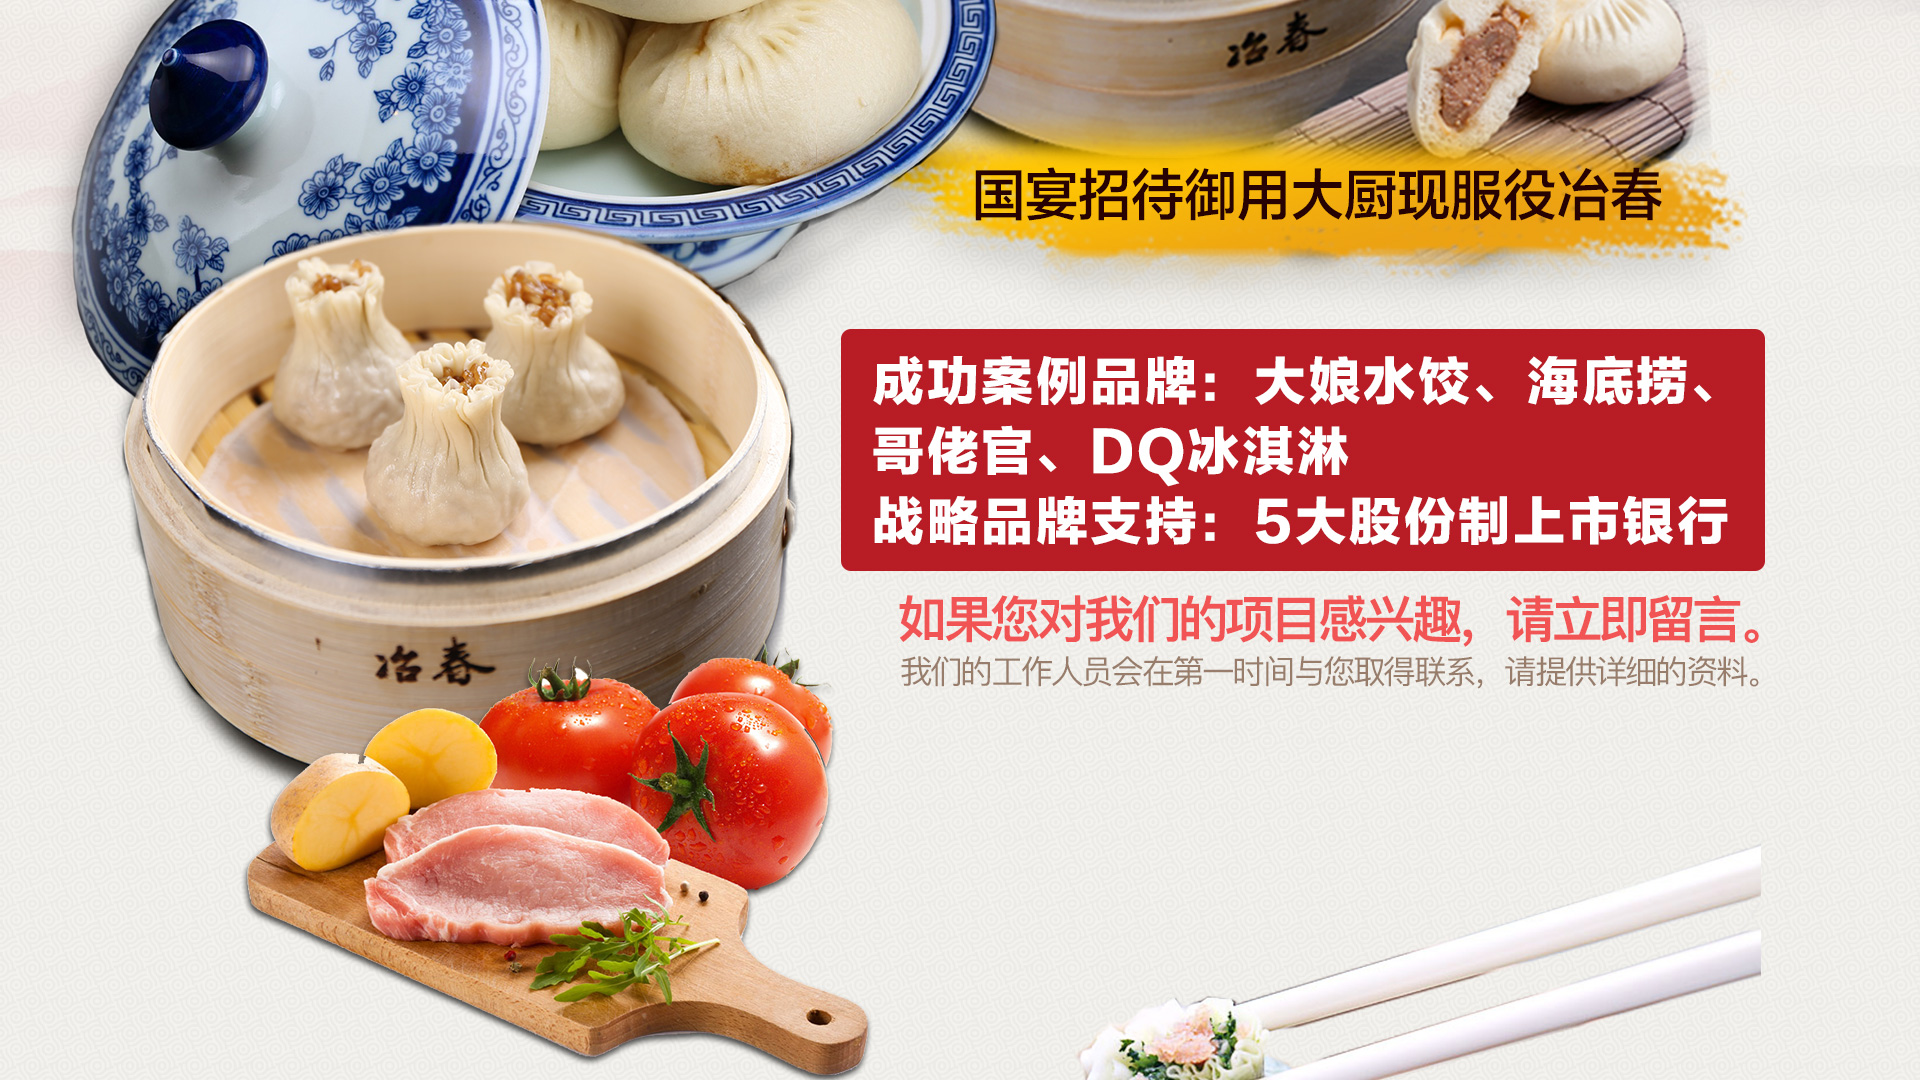 冶春
国宴招待御用大厨现服役冶春
成功案例品牌：大娘水饺、海底捞、
哥佬官、DQ冰淇淋
战略品牌支持：5大股份制上市银行
如果您对我们的项目感兴趣，请立即留言。
我们的工作人员会在第一时间与您取得联系，请提供详细的资料。
冶春